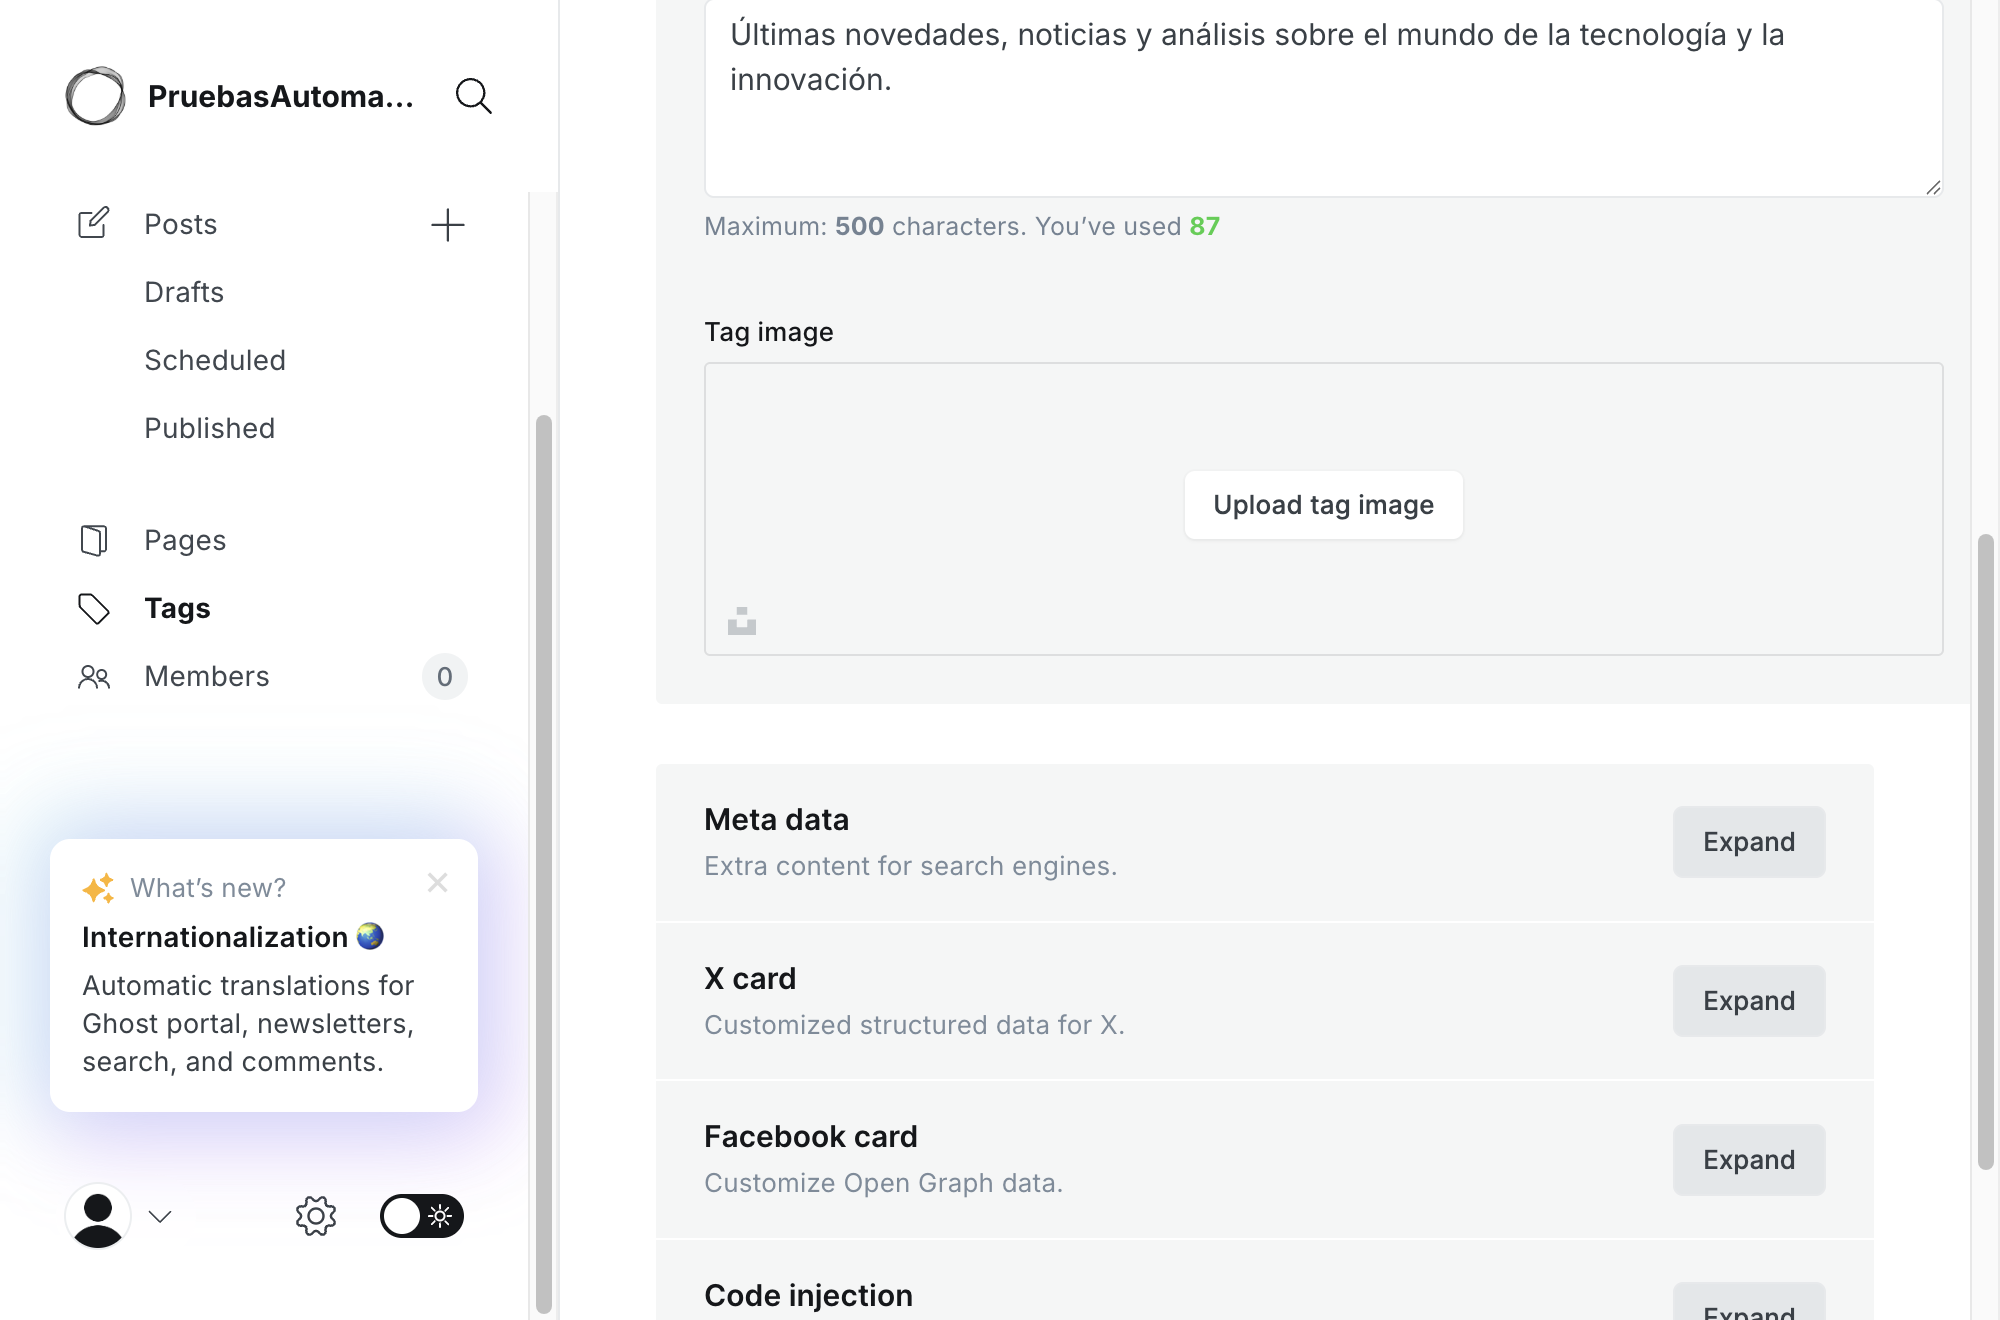 PruebasAutoma...
Posts
Drafts
Scheduled
Published
Pages
Tags
Members
0
What’s new?
Internationalization
Automatic translations for
Ghost portal, newsletters,
search, and comments.
Últimas novedades, noticias y análisis sobre el mundo de la tecnología y la
innovación.
Maximum: 500 characters. You’ve used 87
Tag image
Upload tag image
Meta data
Extra content for search engines.
Expand
X card
Customized structured data for X.
Expand
Facebook card
Customize Open Graph data.
Expand
Code injection
Expand